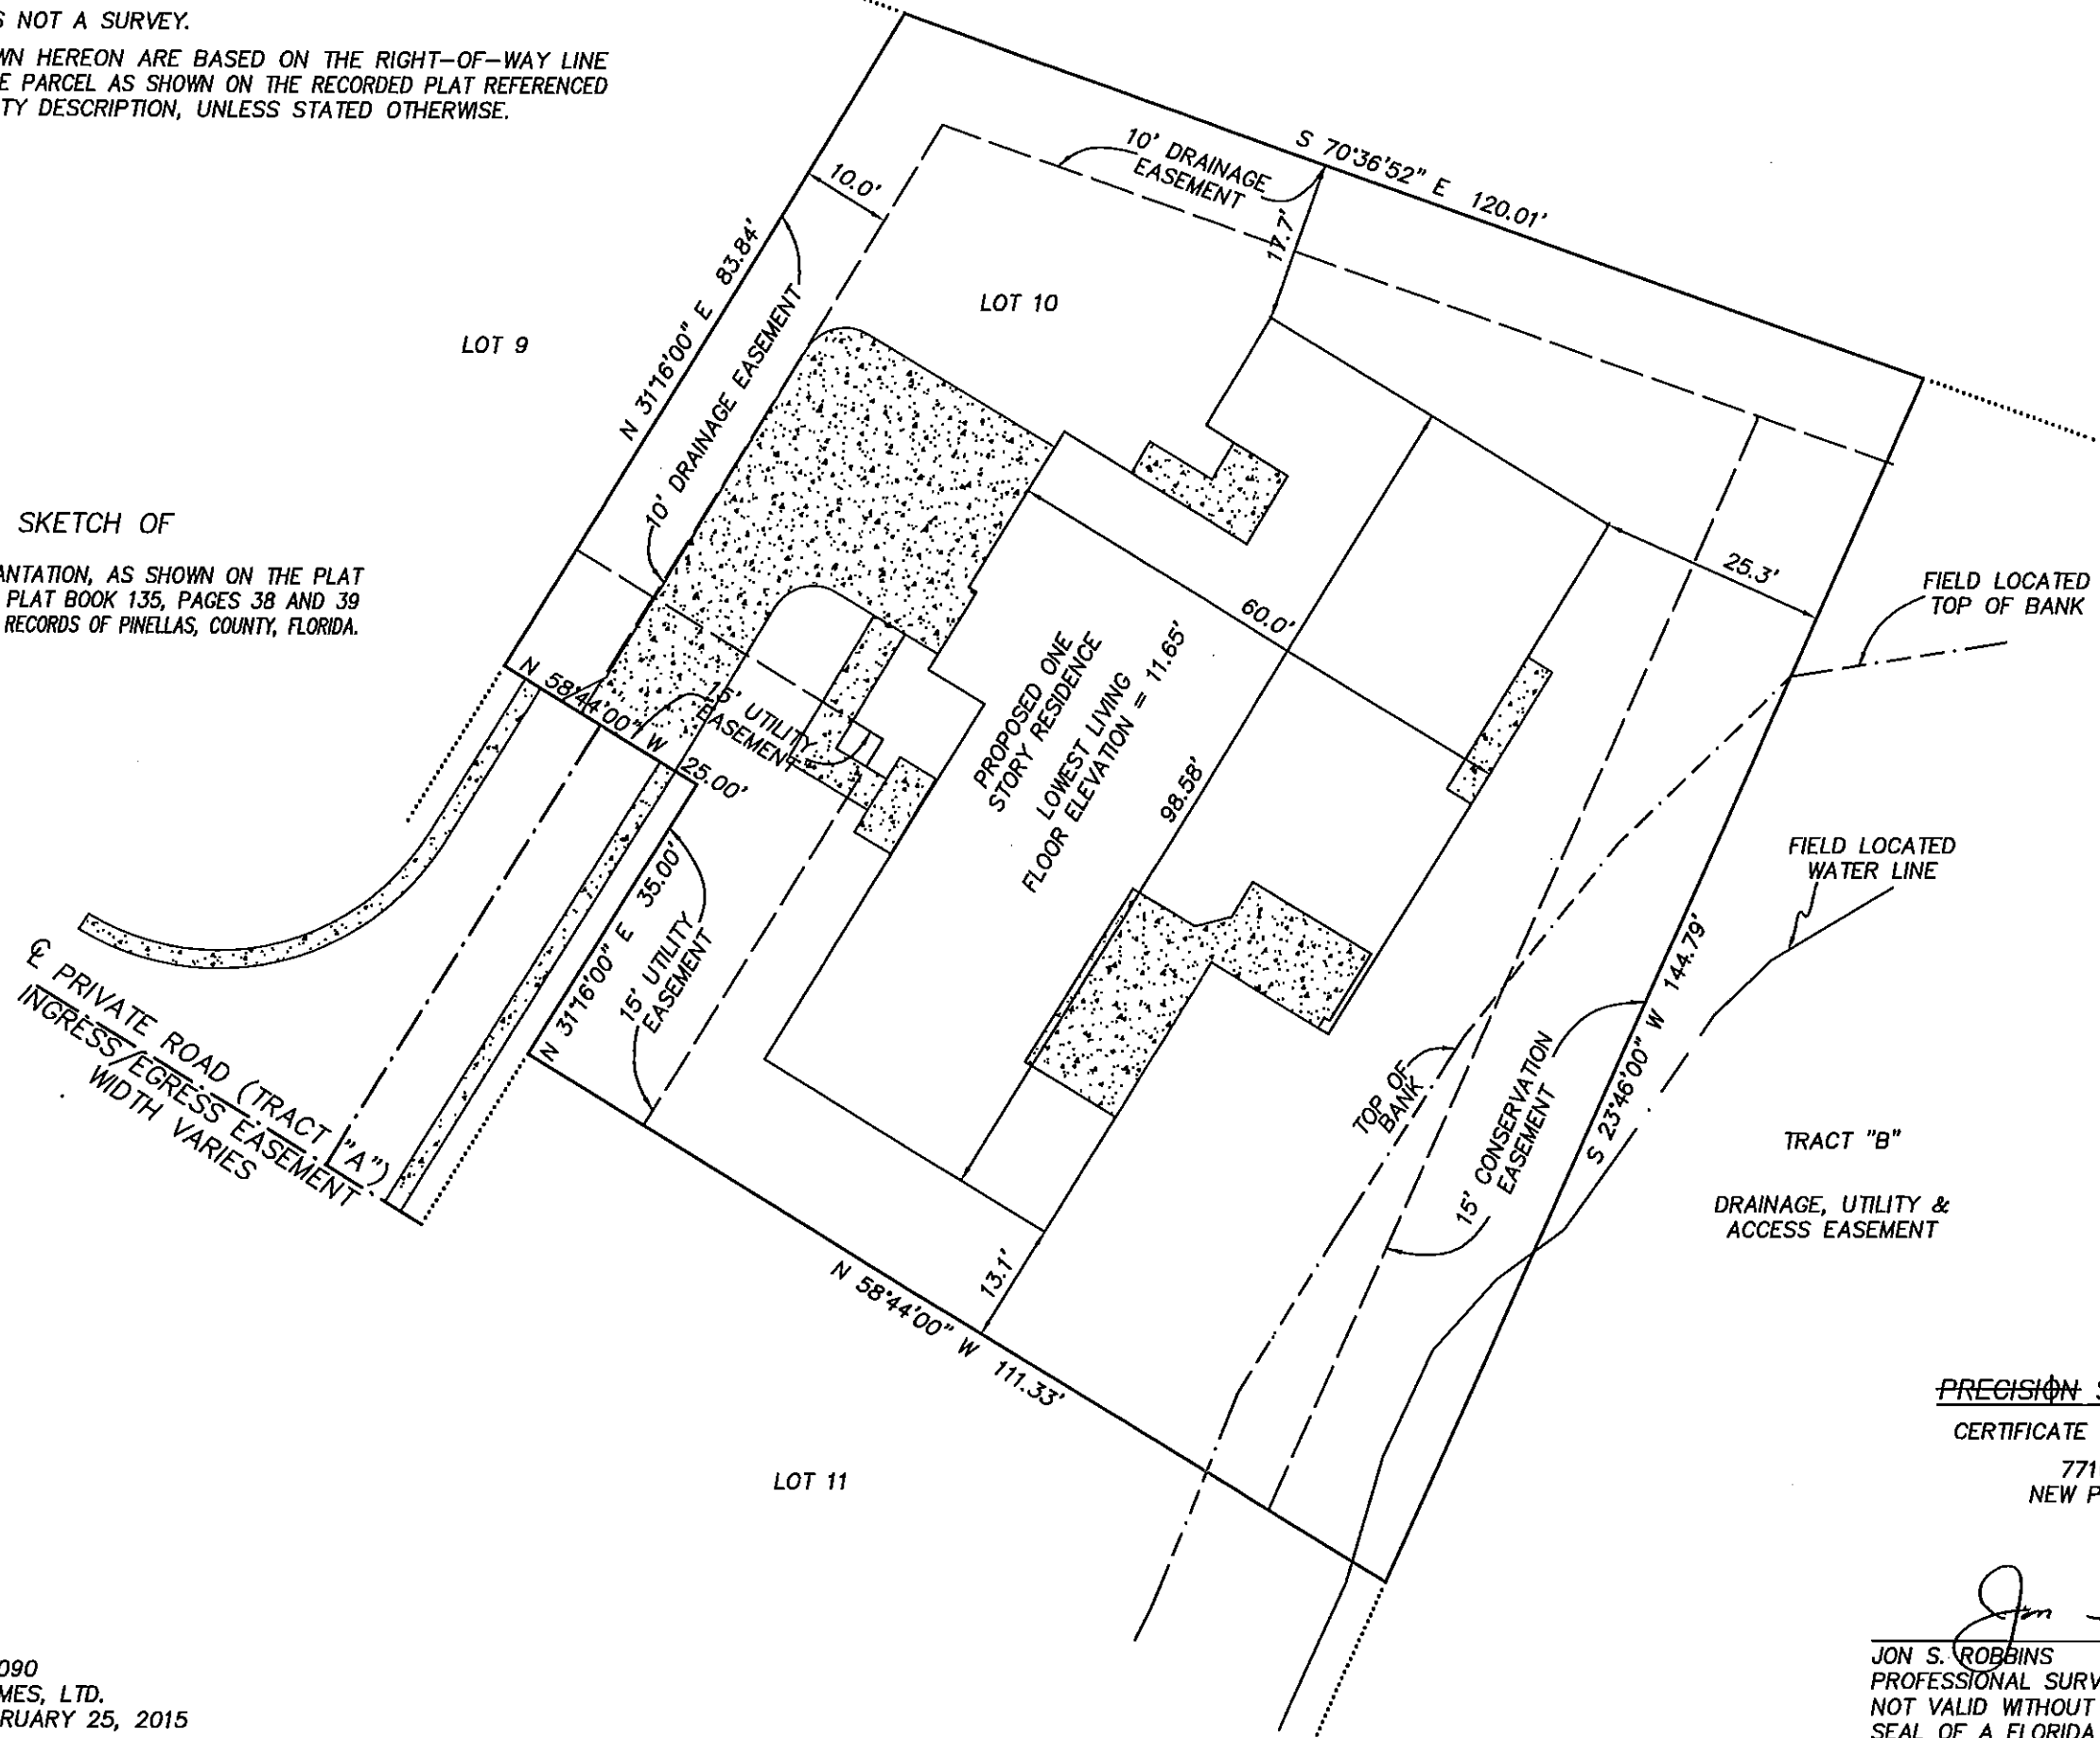 S NOT A SURVEY.
WN HEREON ARE BASED ON THE RIGHT-OF-WAY LINE
E PARCEL AS SHOWN ON THE RECORDED PLAT REFERENCED
TY DESCRIPTION, UNLESS STATED OTHERWISE.
S 70°36'52" E 120.01'
10' DRAINAGE
EASEMENT
10.0'
17.7'
N 31°16'00" E 83.84'
10' DRAINAGE EASEMENT
LOT 10
LOT 9
SKETCH OF
ANTATION, AS SHOWN ON THE PLAT
PLAT BOOK 135, PAGES 38 AND 39
RECORDS OF PINELLAS, COUNTY, FLORIDA.
25.3'
FIELD LOCATED
TOP OF BANK
60.0'
PROPOSED ONE
STORY RESIDENCE
LOWEST LIVING
FLOOR ELEVATION = 11.65'
98.58'
N 58°44'00" W
25.00'
15' UTILITY
EASEMENT
N 31°16'00" E 35.00'
15' UTILITY
EASEMENT
FIELD LOCATED
WATER LINE
℄ PRIVATE ROAD (TRACT "A")
INGRESS/EGRESS EASEMENT
WIDTH VARIES
TOP OF
BANK
15' CONSERVATION
EASEMENT
S 23°46'00" W 144.79'
TRACT "B"
DRAINAGE, UTILITY &
ACCESS EASEMENT
13.1'
N 58°44'00" W 111.33'
LOT 11
PRECISION S
CERTIFICATE
771
NEW P
Jon
JON S. ROBBINS
PROFESSIONAL SURV
NOT VALID WITHOUT
SEAL OF A FLORIDA
090
MES, LTD.
RUARY 25, 2015